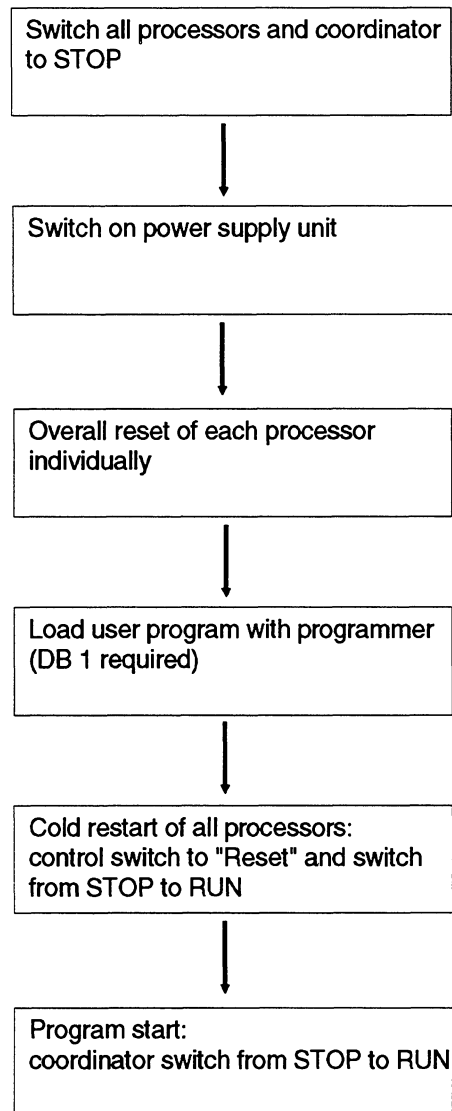 Switch all processors and coordinator
to STOP
Switch on power supply unit
Overall reset of each processor
individually
Load user program with programmer
(DB 1 required)
Cold restart of all processors:
control switch to "Reset" and switch
from STOP to RUN
Program start:
coordinator switch from STOP to RUN